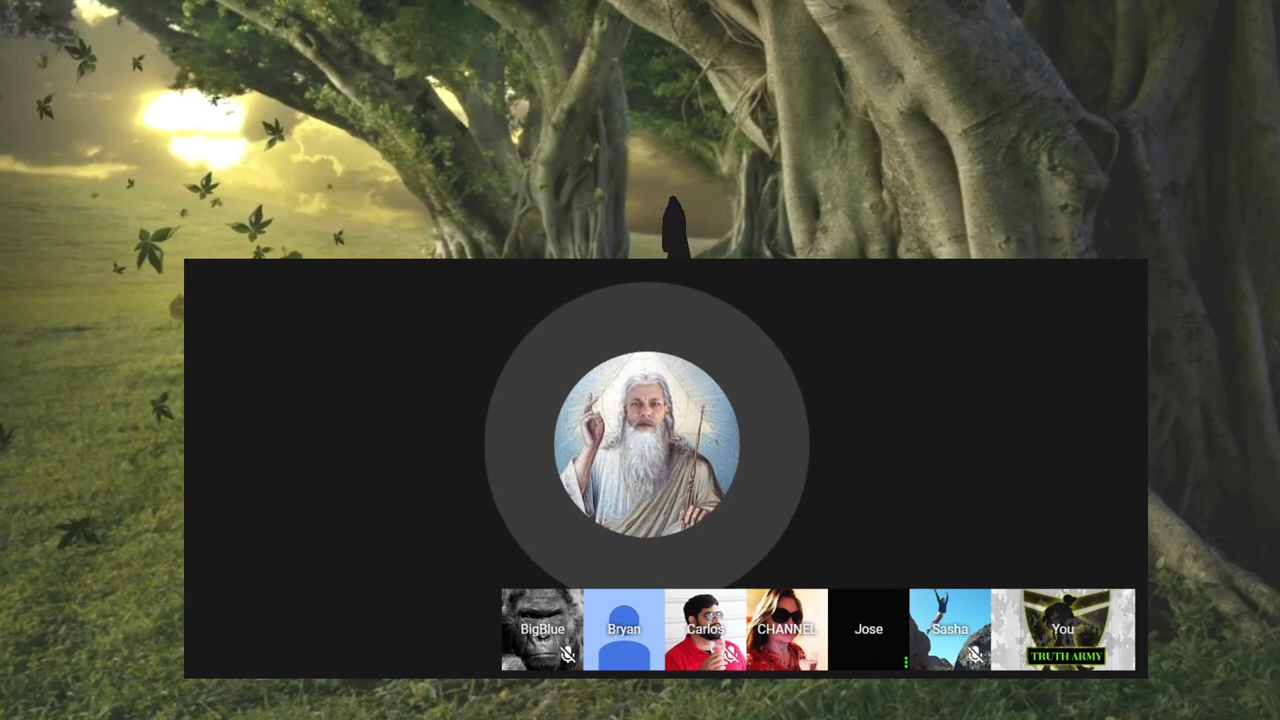 BigBlue
Bryan
Carlos
CHANNEL
Jose
Sasha
You
TRUTH ARMY